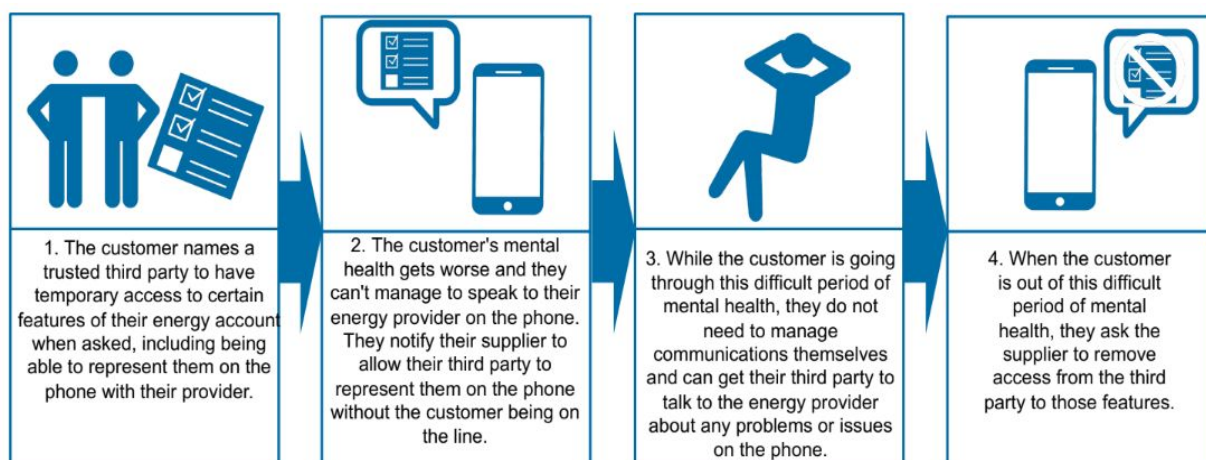 1. The customer names a
trusted third party to have
temporary access to certain
features of their energy account
when asked, including being
able to represent them on the
phone with their provider.
2. The customer's mental
health gets worse and they
can't manage to speak to their
energy provider on the phone.
They notify their supplier to
allow their third party to
represent them on the phone
without the customer being on
the line.
3. While the customer is going
through this difficult period of
mental health, they do not
need to manage
communications themselves
and can get their third party to
talk to the energy provider
about any problems or issues
on the phone.
4. When the customer
is out of this difficult
period of mental
health, they ask the
supplier to remove
access from the third
party to those features.